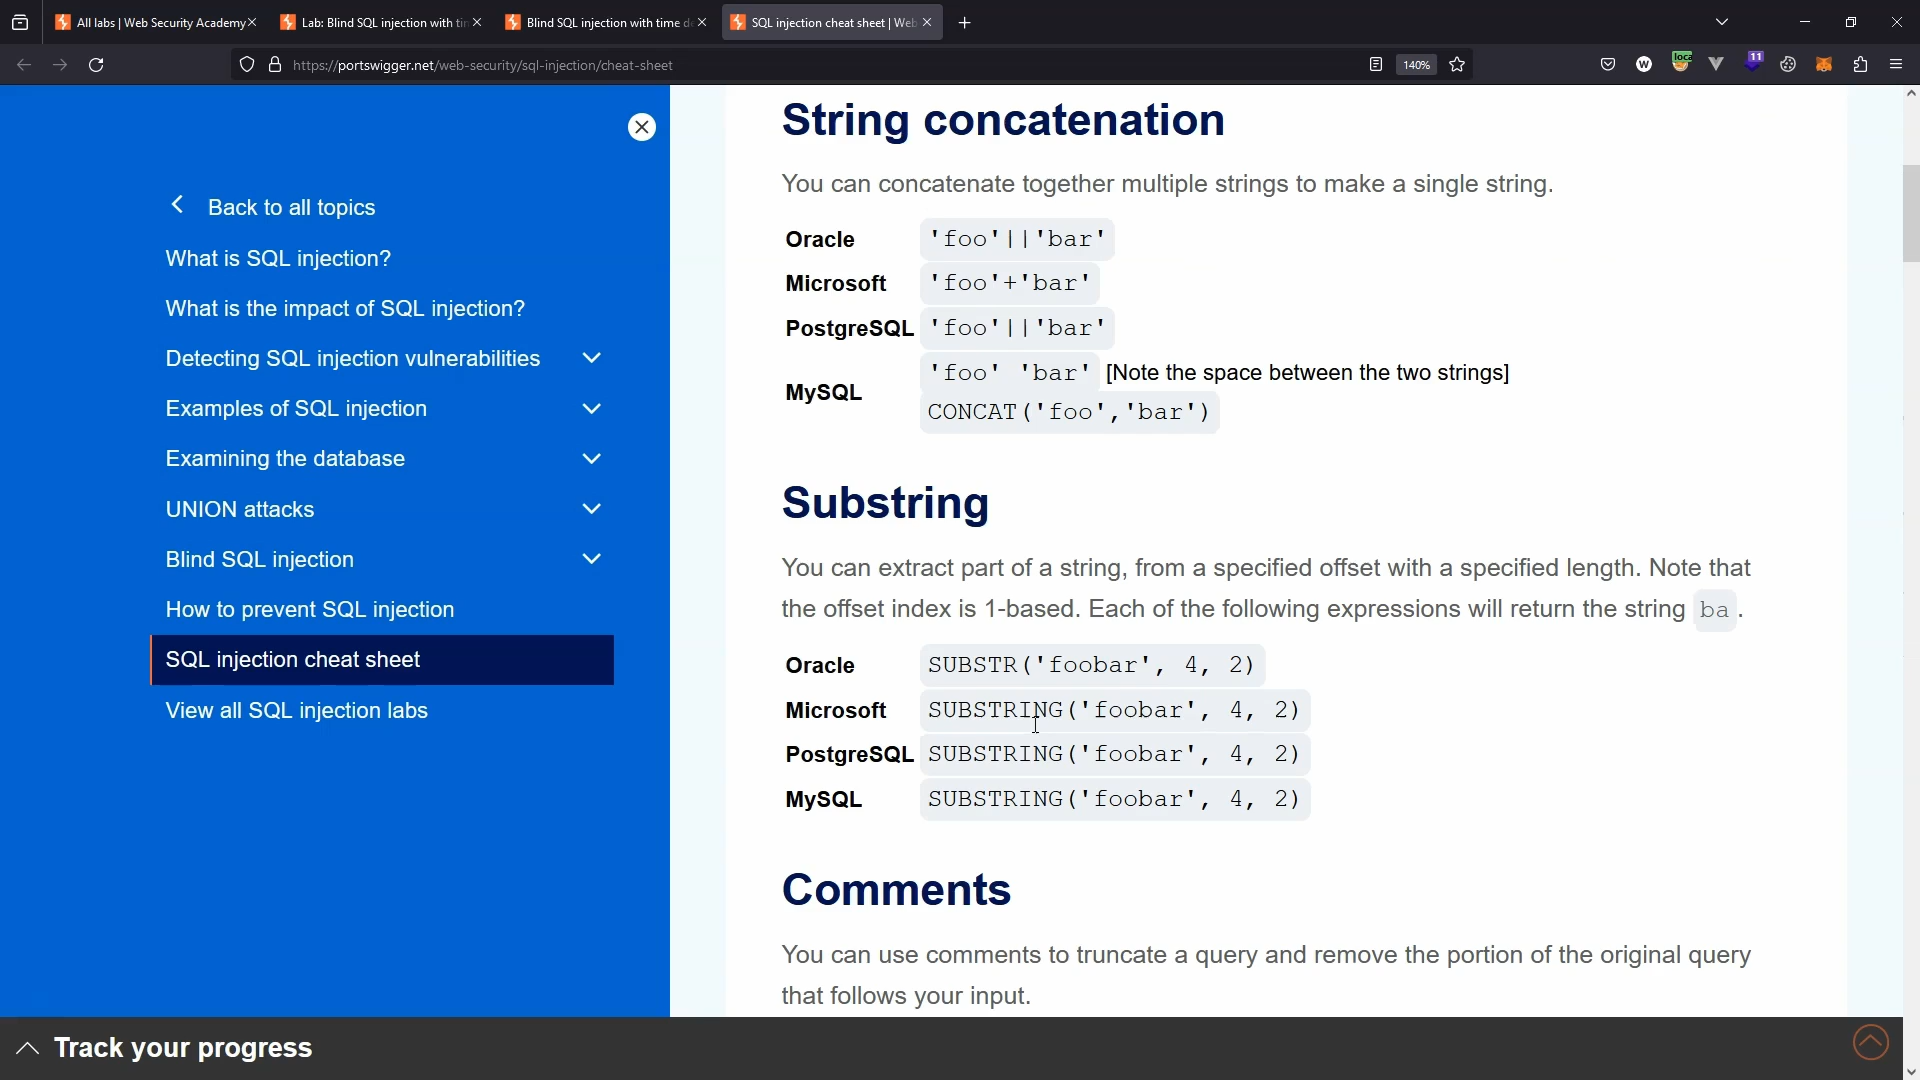 All labs | Web Security Academy
Lab: Blind SQL injection with ti
Blind SQL injection with time d
SQL injection cheat sheet | Web
https://portswigger.net/web-security/sql-injection/cheat-sheet
140%
W
loca
11
Back to all topics
What is SQL injection?
What is the impact of SQL injection?
Detecting SQL injection vulnerabilities
Examples of SQL injection
Examining the database
UNION attacks
Blind SQL injection
How to prevent SQL injection
SQL injection cheat sheet
View all SQL injection labs
String concatenation
You can concatenate together multiple strings to make a single string.
Oracle 'foo'||'bar'
Microsoft 'foo'+'bar'
PostgreSQL 'foo'||'bar'
MySQL 'foo' 'bar' [Note the space between the two strings]
CONCAT('foo','bar')
Substring
You can extract part of a string, from a specified offset with a specified length. Note that
the offset index is 1-based. Each of the following expressions will return the string ba .
Oracle SUBSTR('foobar', 4, 2)
Microsoft SUBSTRING('foobar', 4, 2)
PostgreSQL SUBSTRING('foobar', 4, 2)
MySQL SUBSTRING('foobar', 4, 2)
Comments
You can use comments to truncate a query and remove the portion of the original query
that follows your input.
Track your progress